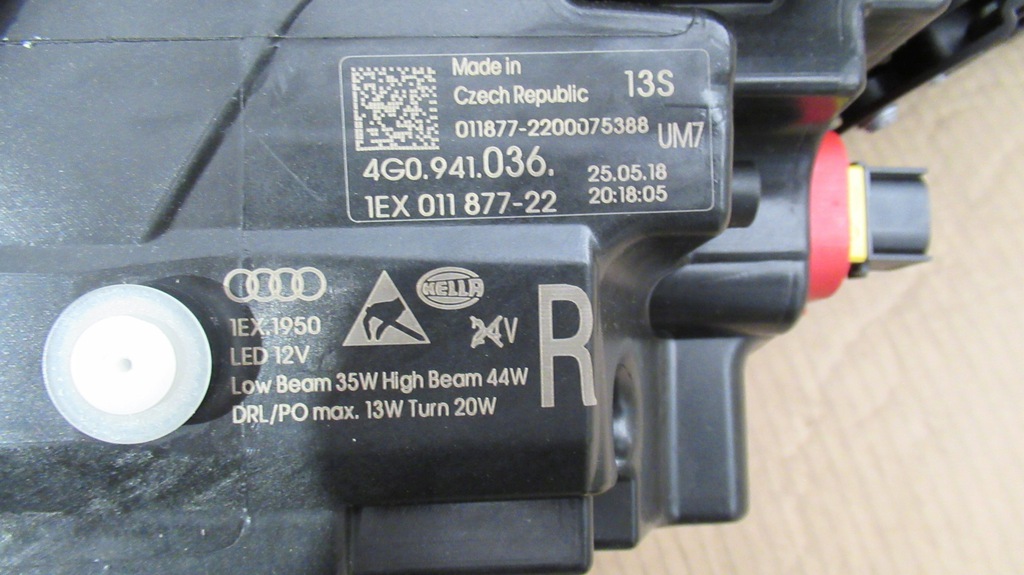 Made in
Czech Republic
13S
011877-2200075388
UM7
4G0.941.036.
25.05.18
20:18:05
1EX 011 877-22
HELLA
1EX.1950
24V
R
LED 12V
Low Beam 35W High Beam 44W
DRL/PO max. 13W Turn 20W